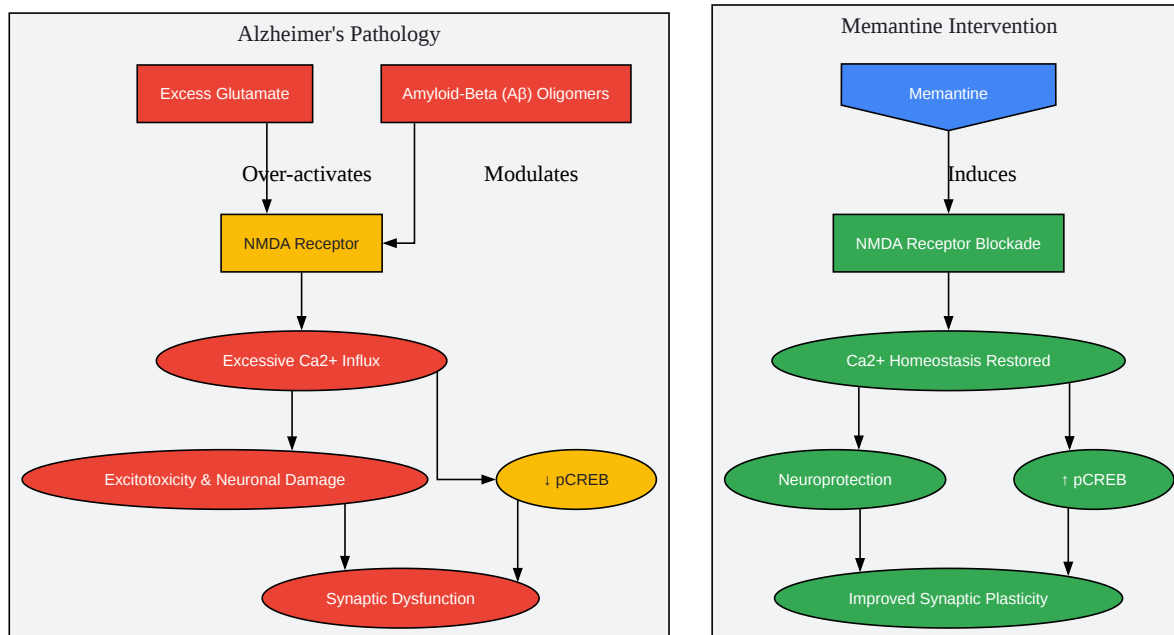 Alzheimer's Pathology
Excess Glutamate
Amyloid-Beta (Aβ) Oligomers
Over-activates
Modulates
NMDA Receptor
Excessive Ca2+ Influx
Excitotoxicity & Neuronal Damage
↓ pCREB
Synaptic Dysfunction
Memantine Intervention
Memantine
Induces
NMDA Receptor Blockade
Ca2+ Homeostasis Restored
Neuroprotection
↑ pCREB
Improved Synaptic Plasticity